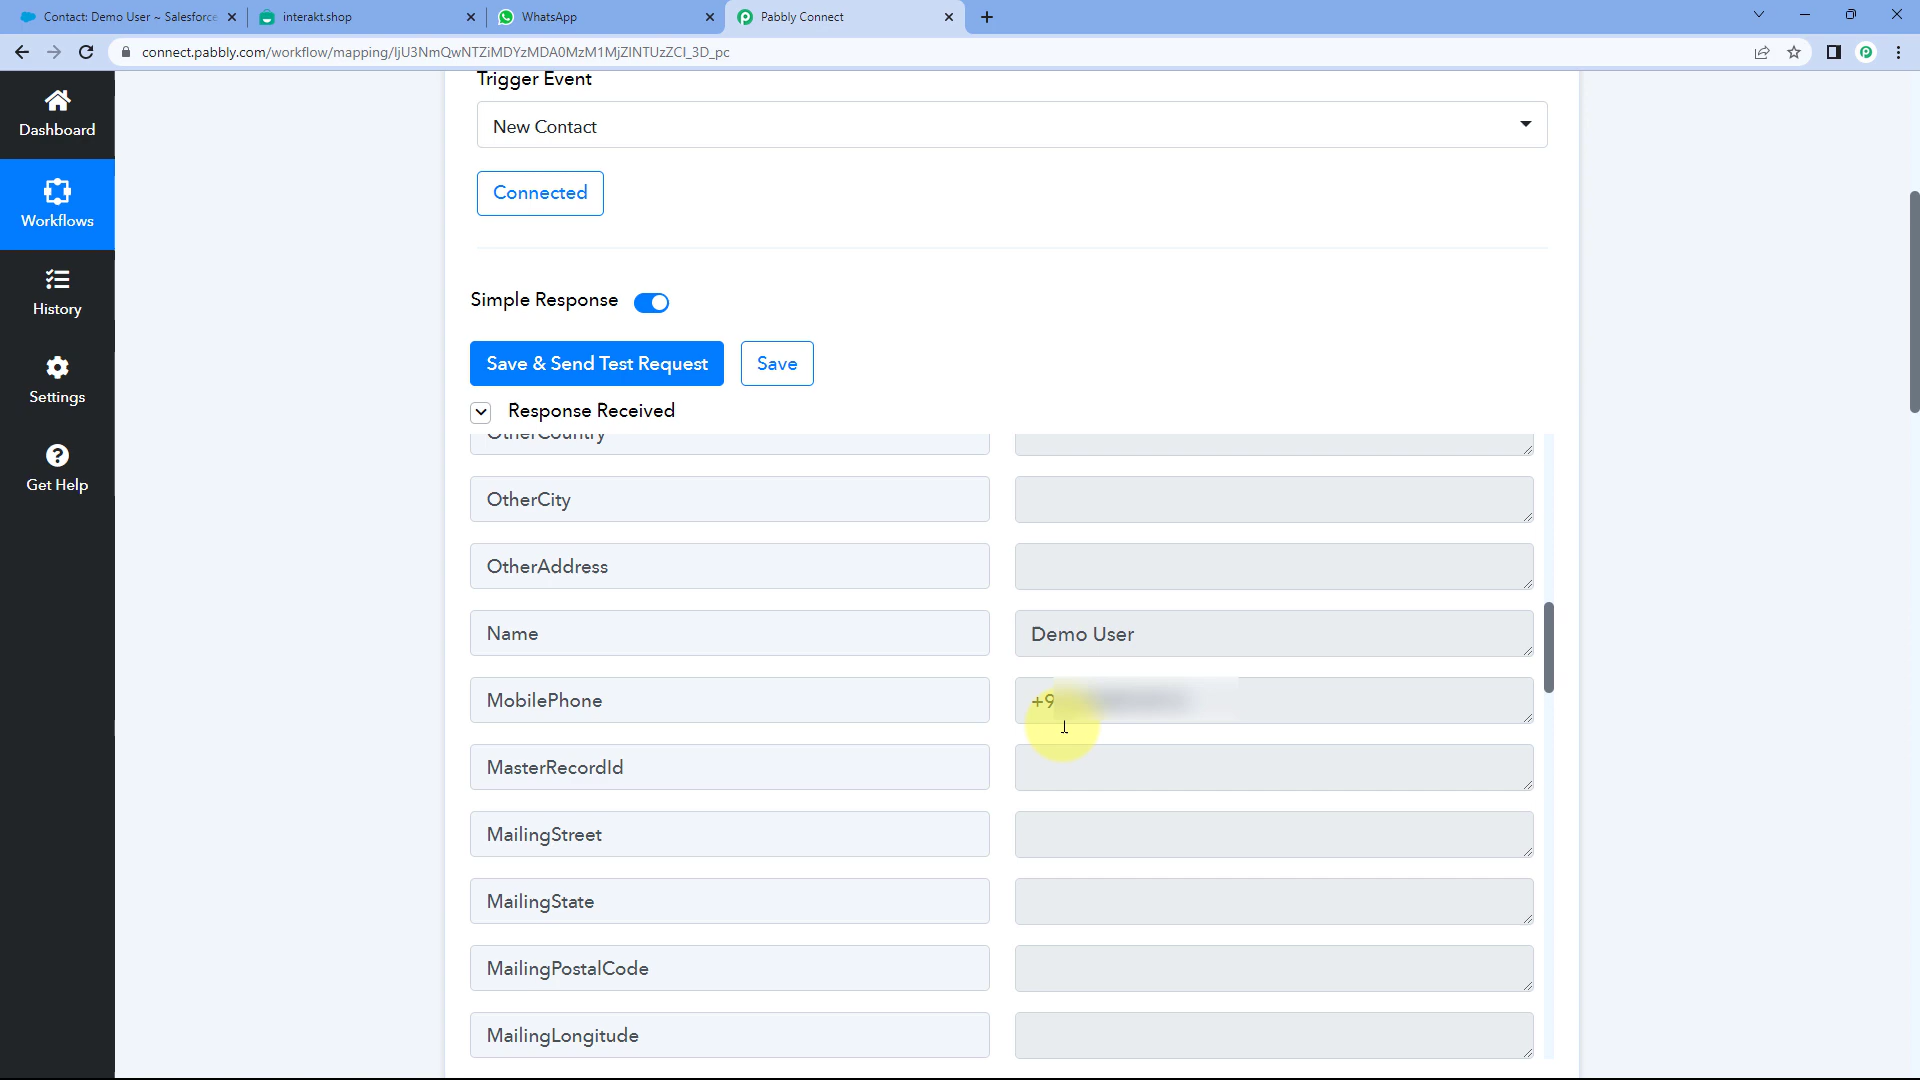 Contact: Demo User ~ Salesforce
interakt.shop
WhatsApp
Pabbly Connect
connect.pabbly.com/workflow/mapping/IjU3NmQwNTZiMDYzMDA0MzM1MjZlNTUzZCI_3D_pc
Dashboard
Workflows
History
Settings
Get Help
Trigger Event
New Contact
Connected
Simple Response
Save & Send Test Request
Save
Response Received
OtherCountry
OtherCity
OtherAddress
Name
Demo User
MobilePhone
+9
MasterRecordId
MailingStreet
MailingState
MailingPostalCode
MailingLongitude